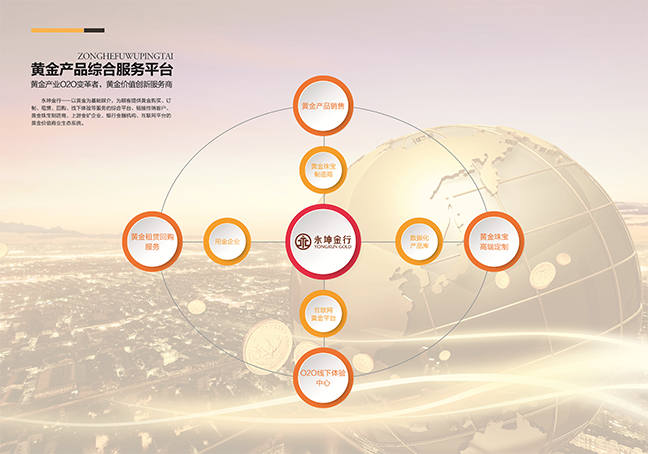 ZONGHEFUWUPINGTAI
黄金产品综合服务平台
黄金产业O2O变革者，黄金价值创新服务商
永坤金行——以黄金为基础媒介，为顾客提供黄金购买、订
制、租赁、回购、线下体验等服务的综合平台，链接终端客户、
黄金珠宝制造商、上游金矿企业、银行金融机构、互联网平台的
黄金价值商业生态系统。
黄金产品销售
黄金珠宝
制造商
黄金租赁回购
服务
用金企业
永坤金行
YONGKUN GOLD
数据化
产品库
黄金珠宝
高端定制
互联网
黄金平台
O2O线下体验
中心